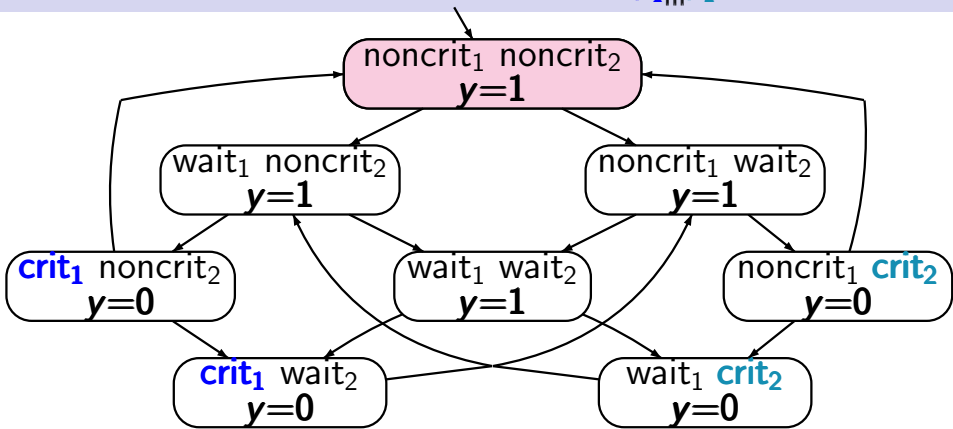 noncrit₁ noncrit₂
y=1
wait₁ noncrit₂
y=1
noncrit₁ wait₂
y=1
crit₁ noncrit₂
y=0
wait₁ wait₂
y=1
noncrit₁ crit₂
y=0
crit₁ wait₂
y=0
wait₁ crit₂
y=0